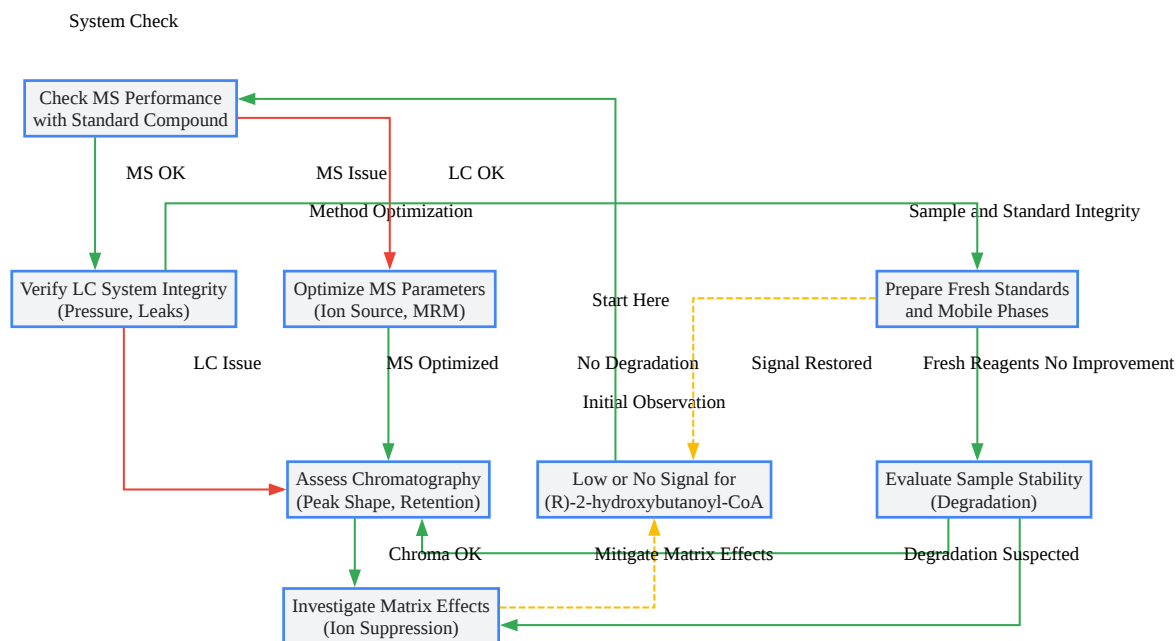 System Check
Check MS Performance
with Standard Compound
MS OK
MS Issue
LC OK
Method Optimization
Sample and Standard Integrity
Verify LC System Integrity
(Pressure, Leaks)
Optimize MS Parameters
(Ion Source, MRM)
Start Here
Prepare Fresh Standards
and Mobile Phases
LC Issue
MS Optimized
No Degradation
Signal Restored
Fresh Reagents No Improvement
Initial Observation
Assess Chromatography
(Peak Shape, Retention)
Low or No Signal for
(R)-2-hydroxybutanoyl-CoA
Evaluate Sample Stability
(Degradation)
Chroma OK
Mitigate Matrix Effects
Degradation Suspected
Investigate Matrix Effects
(Ion Suppression)